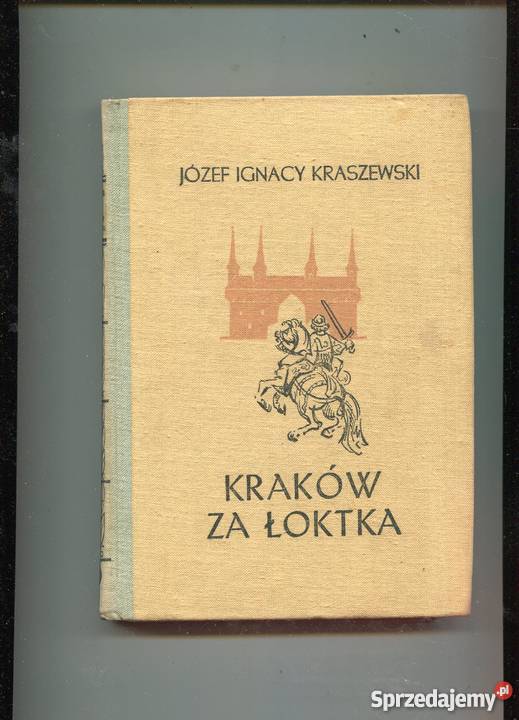 JÓZEF IGNACY KRASZEWSKI
KRAKÓW
ZA ŁOKTKA
Sprzedajemy.pl